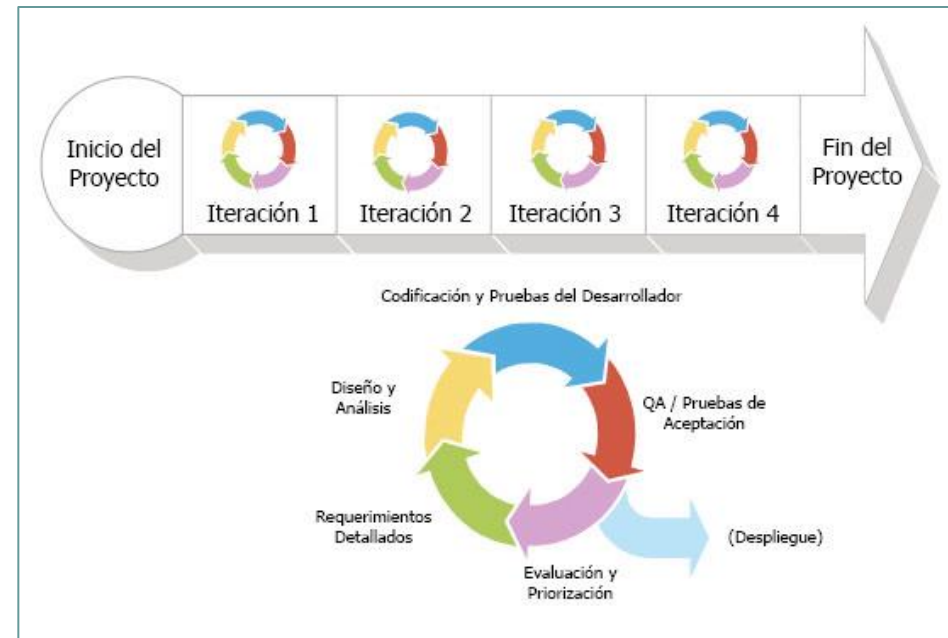 Inicio del
Proyecto
Iteración 1
Iteración 2
Iteración 3
Iteración 4
Fin del
Proyecto
Codificación y Pruebas del Desarrollador
Diseño y
Análisis
QA / Pruebas de
Aceptación
Requerimientos
Detallados
(Despliegue)
Evaluación y
Priorización